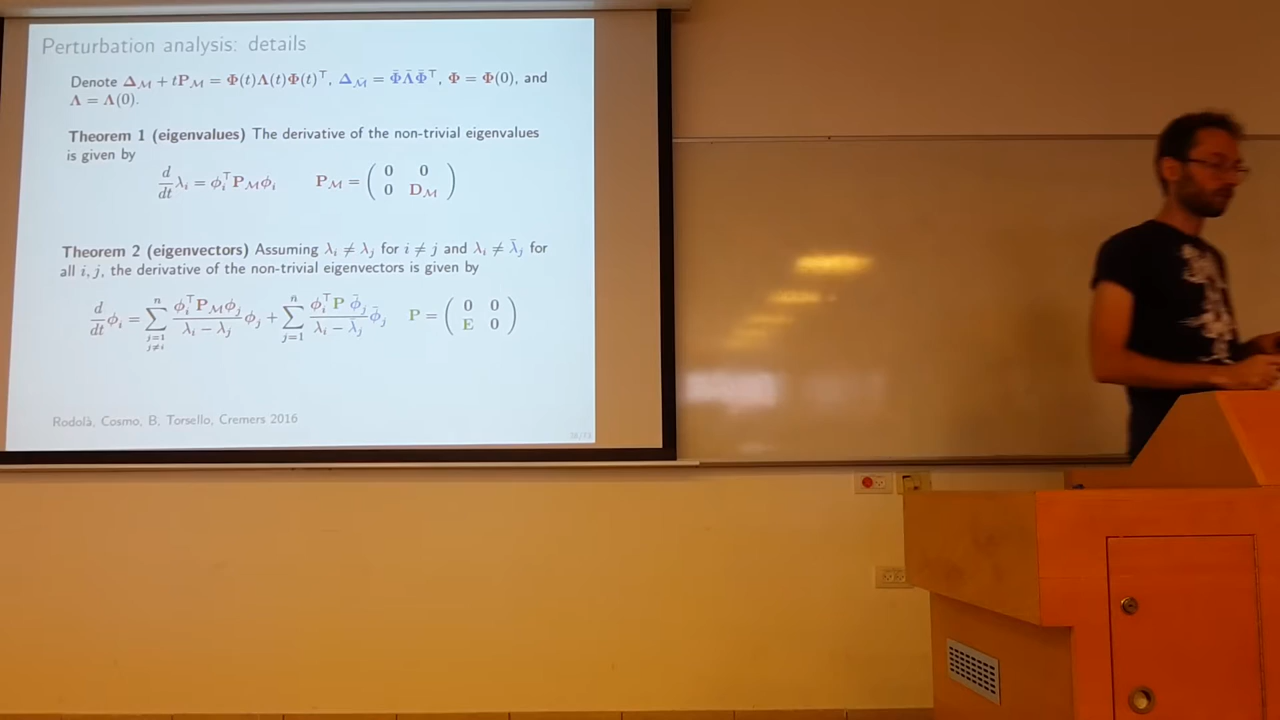 Perturbation analysis: details
Denote Δ_M + tP_M = Φ(t)Λ(t)Φ(t)^⊤, Δ_M̄ = Φ̄Λ̄Φ̄^⊤, Φ = Φ(0), and
Λ = Λ(0).
Theorem 1 (eigenvalues) The derivative of the non-trivial eigenvalues
is given by
d/dt λ_i = ϕ_i^⊤ P_M ϕ_i P_M = ( 0 0 ; 0 D_M )
Theorem 2 (eigenvectors) Assuming λ_i ≠ λ_j for i ≠ j and λ_i ≠ λ̄_j for
all i, j, the derivative of the non-trivial eigenvectors is given by
d/dt ϕ_i = ∑_{j=1, j≠i}^{n} (ϕ_i^⊤ P_M ϕ_j)/(λ_i − λ_j) ϕ_j + ∑_{j=1}^{n̄} (ϕ_i^⊤ P ϕ̄_j)/(λ_i − λ̄_j) ϕ̄_j P = ( 0 0 ; E 0 )
Rodolà, Cosmo, B. Torsello, Cremers 2016